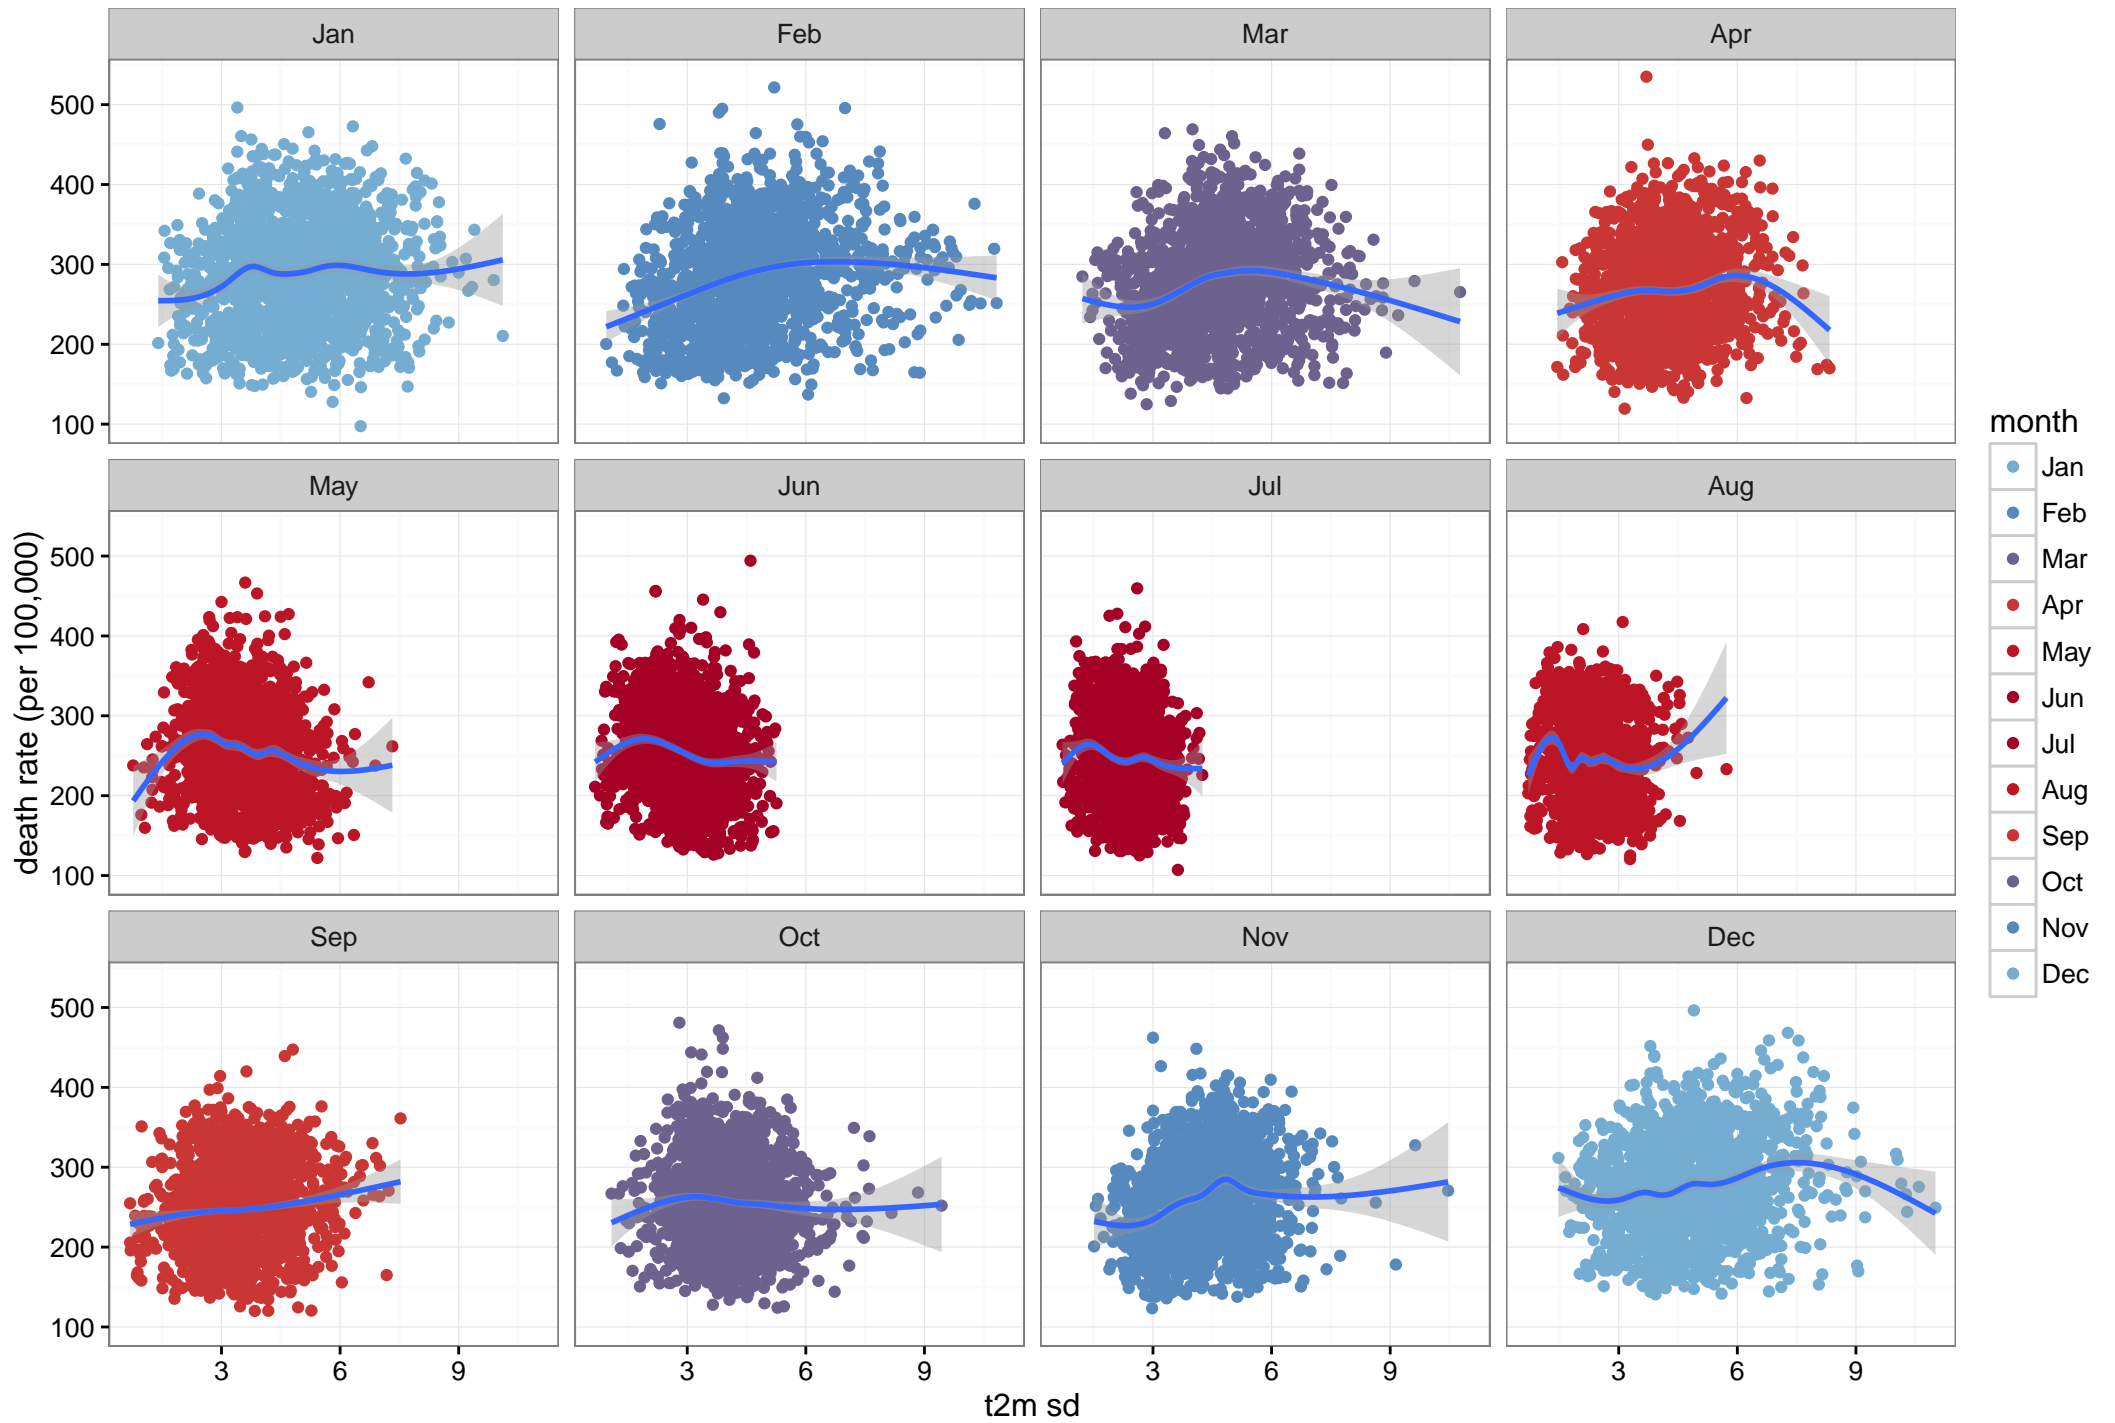 Jan Feb Mar Apr
500
400
300
200
100
May Jun Jul Aug
500
400
300
200
100
Sep Oct Nov Dec
500
400
300
200
100
3 6 9 3 6 9 3 6 9 3 6 9
t2m sd
death rate (per 100,000)
month
Jan
Feb
Mar
Apr
May
Jun
Jul
Aug
Sep
Oct
Nov
Dec